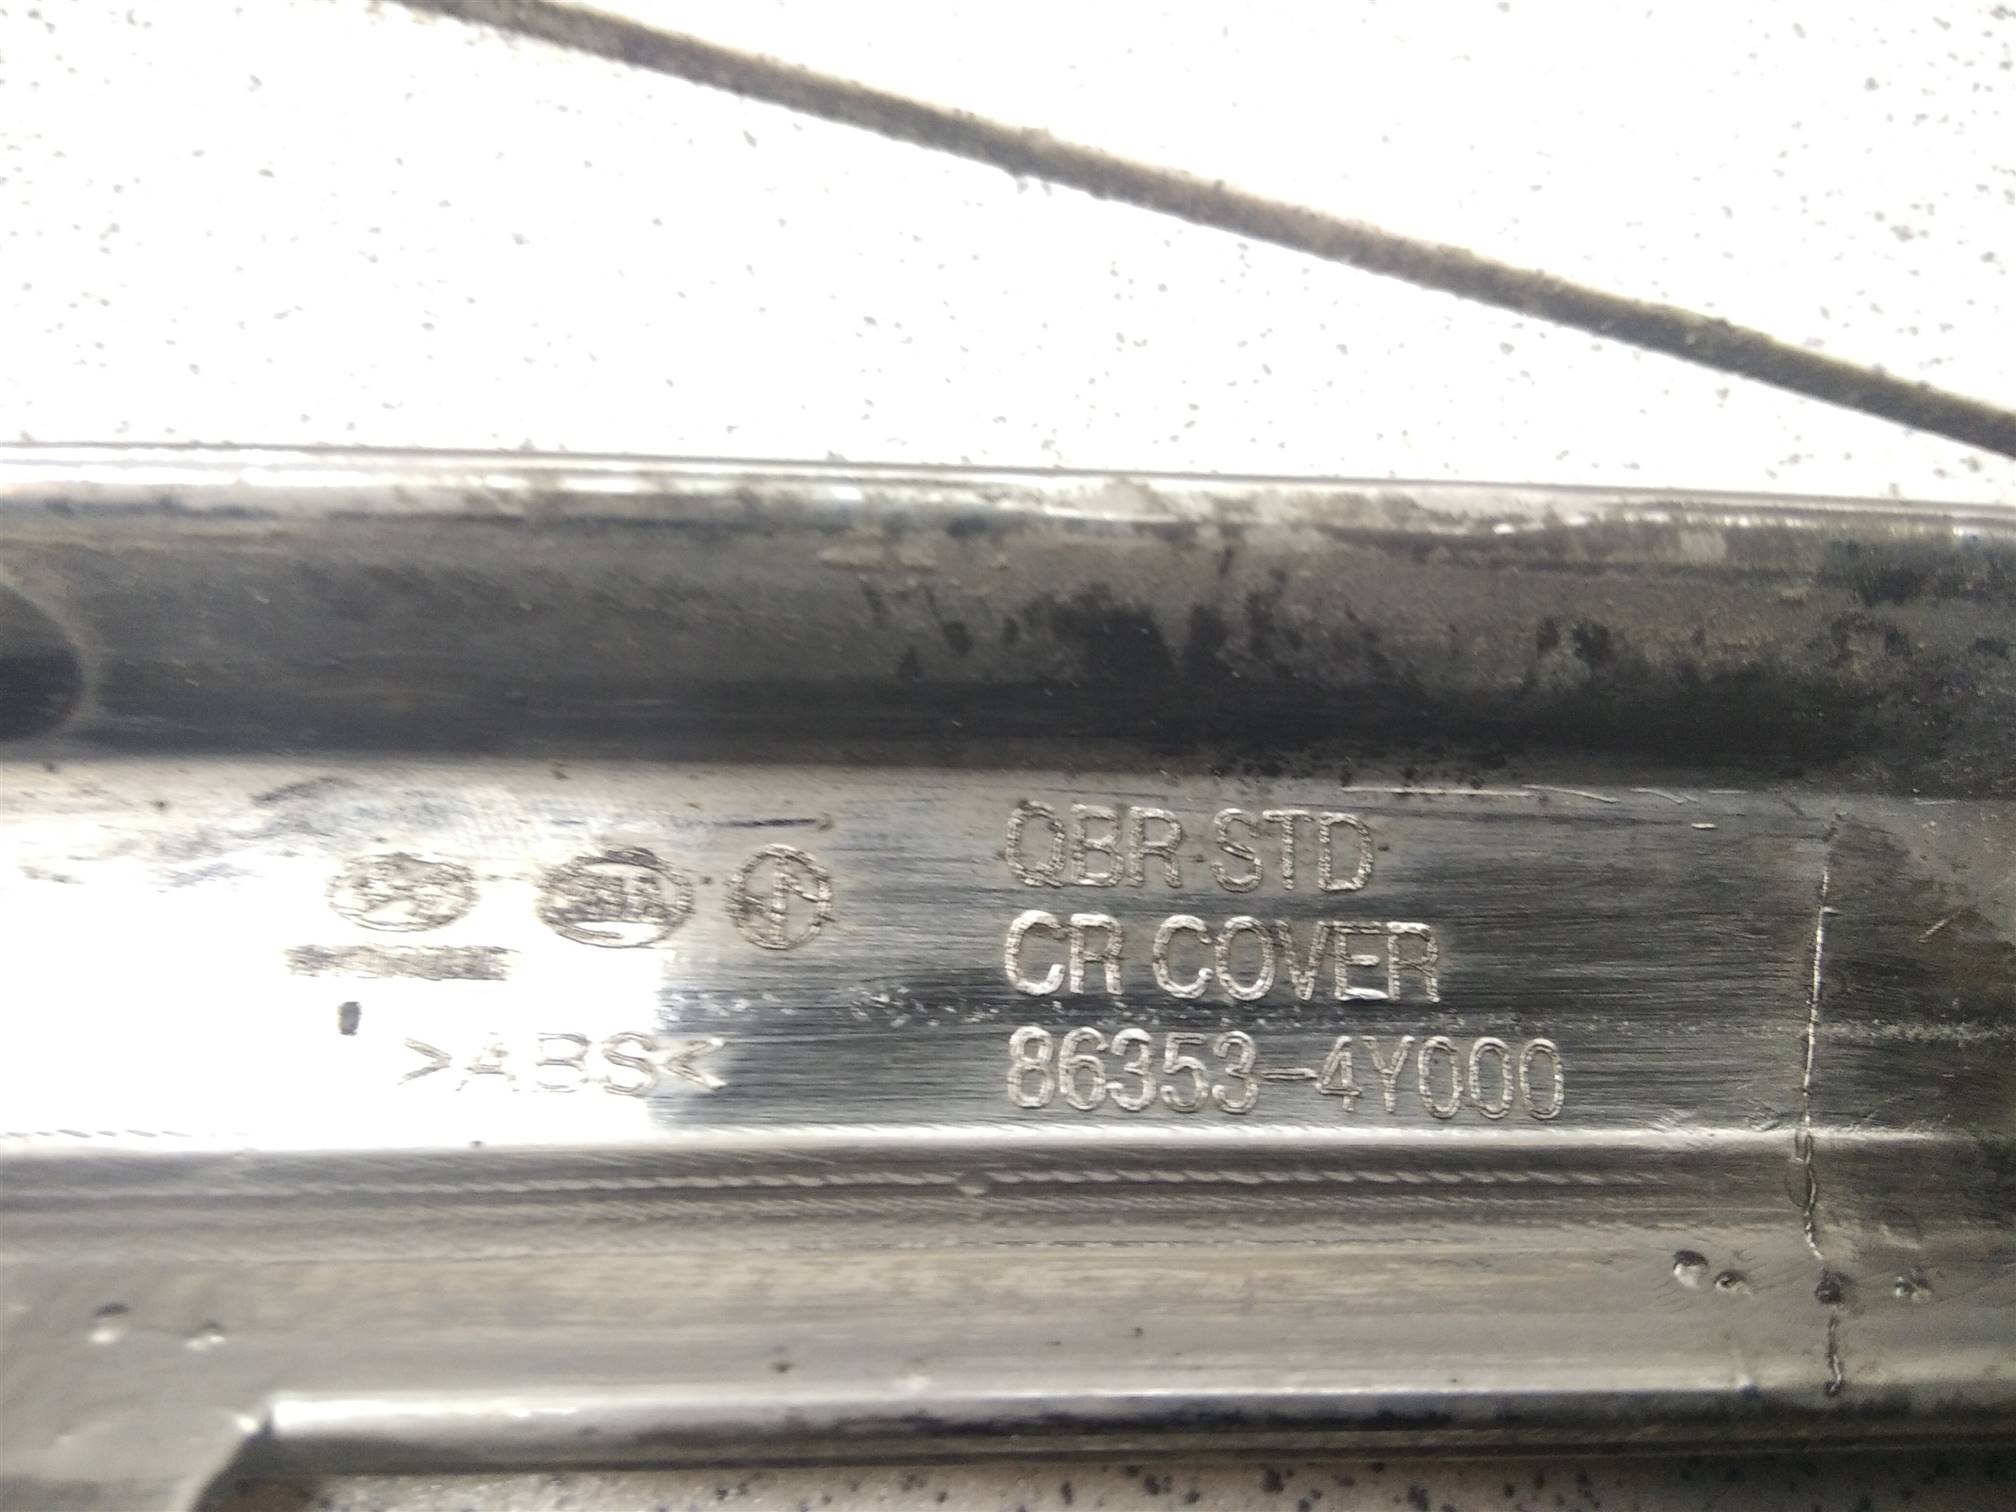 QBR STD
CR COVER
>ABS< 86353-4Y000